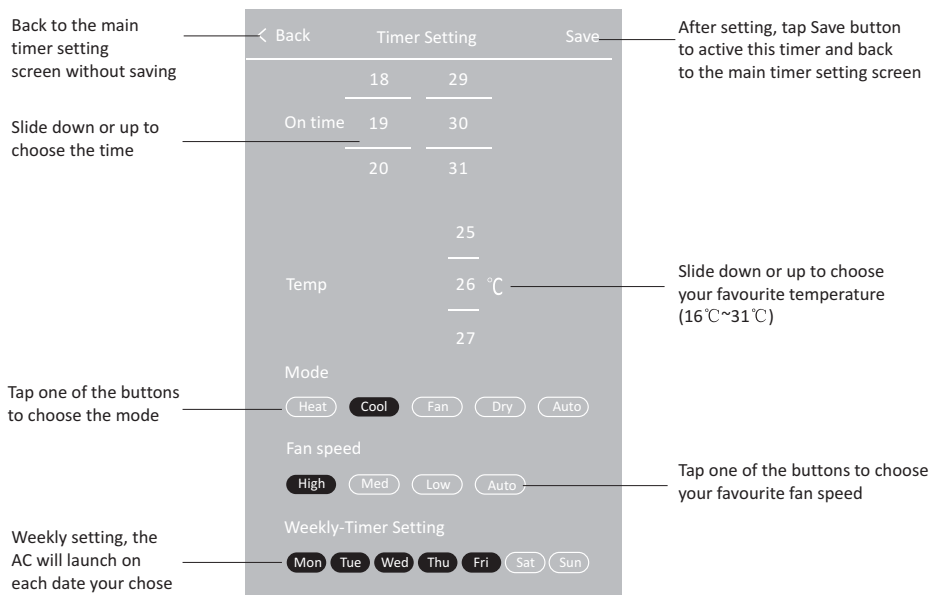 Back to the main
timer setting
screen without saving
< Back Timer Setting Save
After setting, tap Save button
to active this timer and back
to the main timer setting screen
18 29
On time 19 30
20 31
Slide down or up to
choose the time
25
Temp 26 ℃
27
Slide down or up to choose
your favourite temperature
(16℃~31℃)
Mode
Heat Cool Fan Dry Auto
Tap one of the buttons
to choose the mode
Fan speed
High Med Low Auto
Tap one of the buttons to choose
your favourite fan speed
Weekly-Timer Setting
Mon Tue Wed Thu Fri Sat Sun
Weekly setting, the
AC will launch on
each date your chose